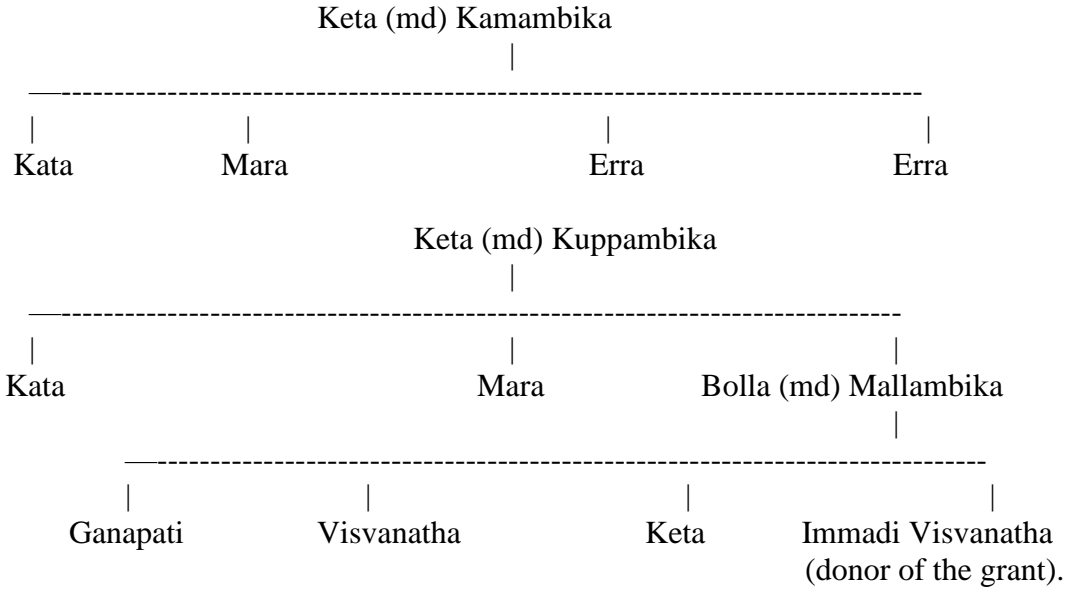 Keta (md) Kamambika
Kata Mara Erra Erra
Keta (md) Kuppambika
Kata Mara Bolla (md) Mallambika
Ganapati Visvanatha Keta Immadi Visvanatha
(donor of the grant).